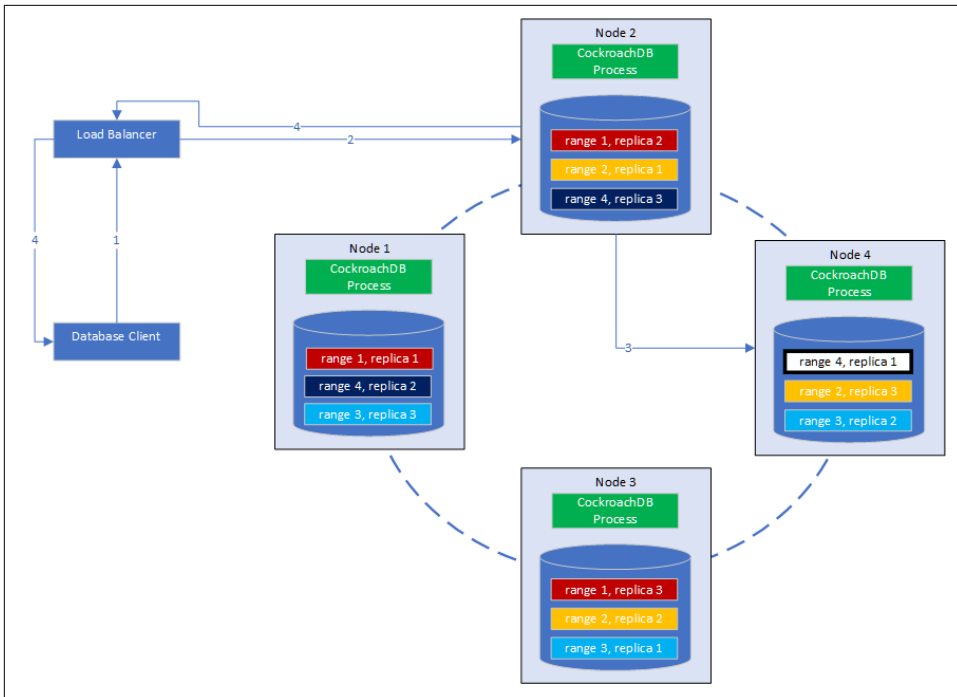 Node 2
CockroachDB
Process
range 1, replica 2
range 2, replica 1
range 4, replica 3
Load Balancer
4
2
4
1
Database Client
Node 1
CockroachDB
Process
range 1, replica 1
range 4, replica 2
range 3, replica 3
3
Node 4
CockroachDB
Process
range 4, replica 1
range 2, replica 3
range 3, replica 2
Node 3
CockroachDB
Process
range 1, replica 3
range 2, replica 2
range 3, replica 1